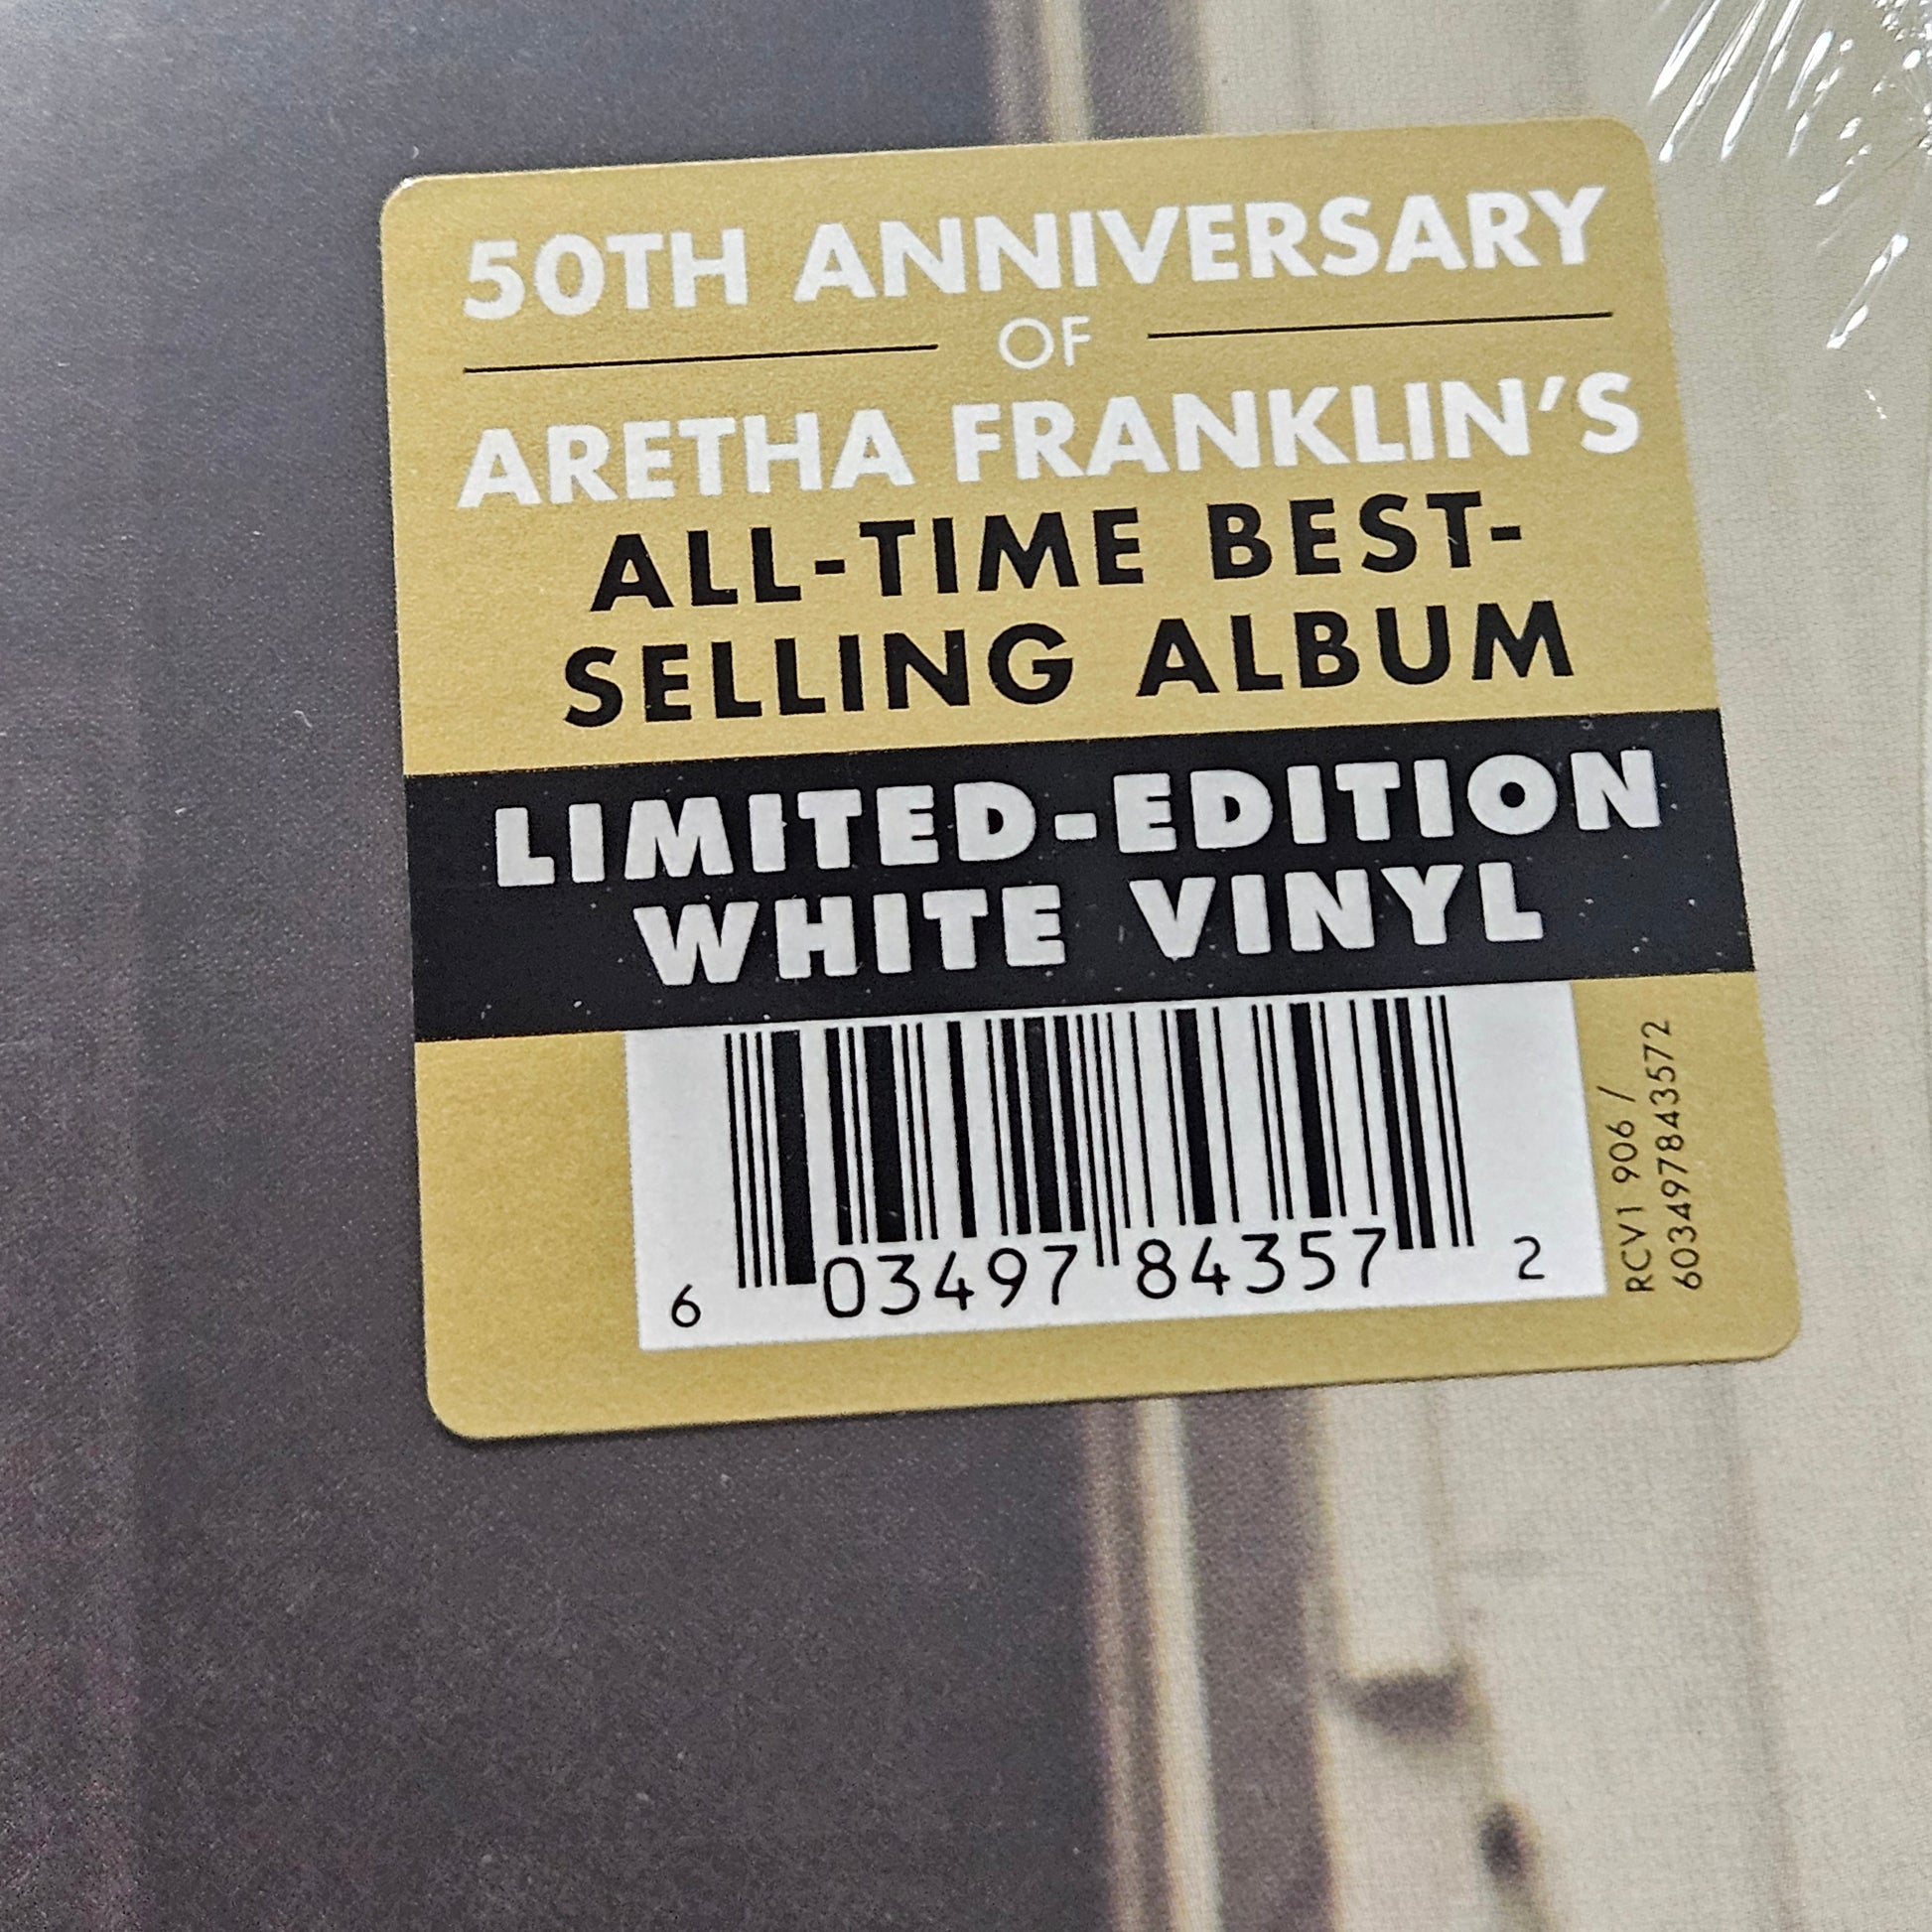 50TH ANNIVERSARY
OF
ARETHA FRANKLIN'S
ALL-TIME BEST-
SELLING ALBUM
LIMITED-EDITION
WHITE VINYL
6 03497 84357 2
RCV1 906 /
603497843572